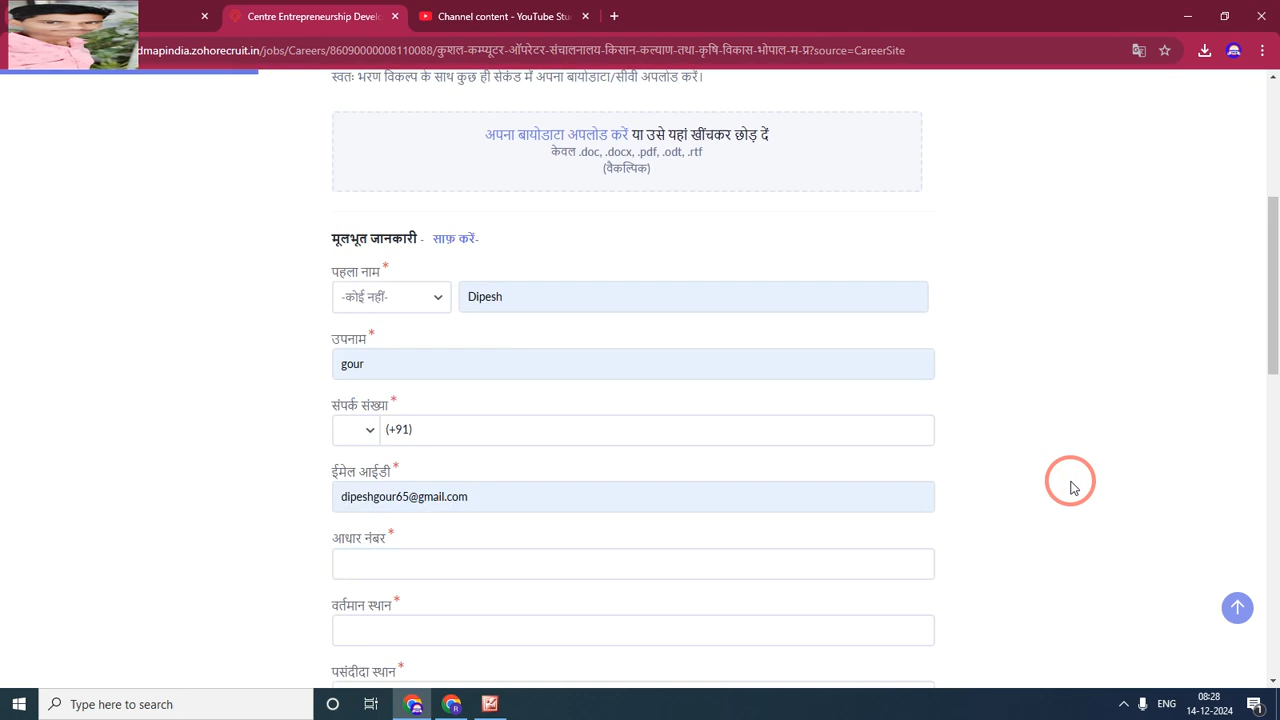 Centre Entrepreneurship Devel
Channel content - YouTube Studio
dmapindia.zohorecruit.in/jobs/Careers/86090000008110088/
-कम्प्यूटर-ऑपरेटर-संचालनालय-किसान-कल्याण-तथा-
-भोपाल-म-प्र?source=CareerSite
स्वतः भरण विकल्प के साथ कुछ ही सेकंड में अपना बायोडाटा/सीवी अपलोड करें।
अपना बायोडाटा अपलोड करें या उसे यहां खींचकर छोड़ दें
केवल .doc, .docx, .pdf, .odt, .rtf
(वैकल्पिक)
मूलभूत जानकारी - साफ़ करें-
पहला नाम *
-कोई नहीं- Dipesh
उपनाम *
gour
संपर्क संख्या *
(+91)
ईमेल आईडी *
dipeshgour65@gmail.com
आधार नंबर *
वर्तमान स्थान *
पसंदीदा स्थान *
Type here to search
ENG
08:28
14-12-2024